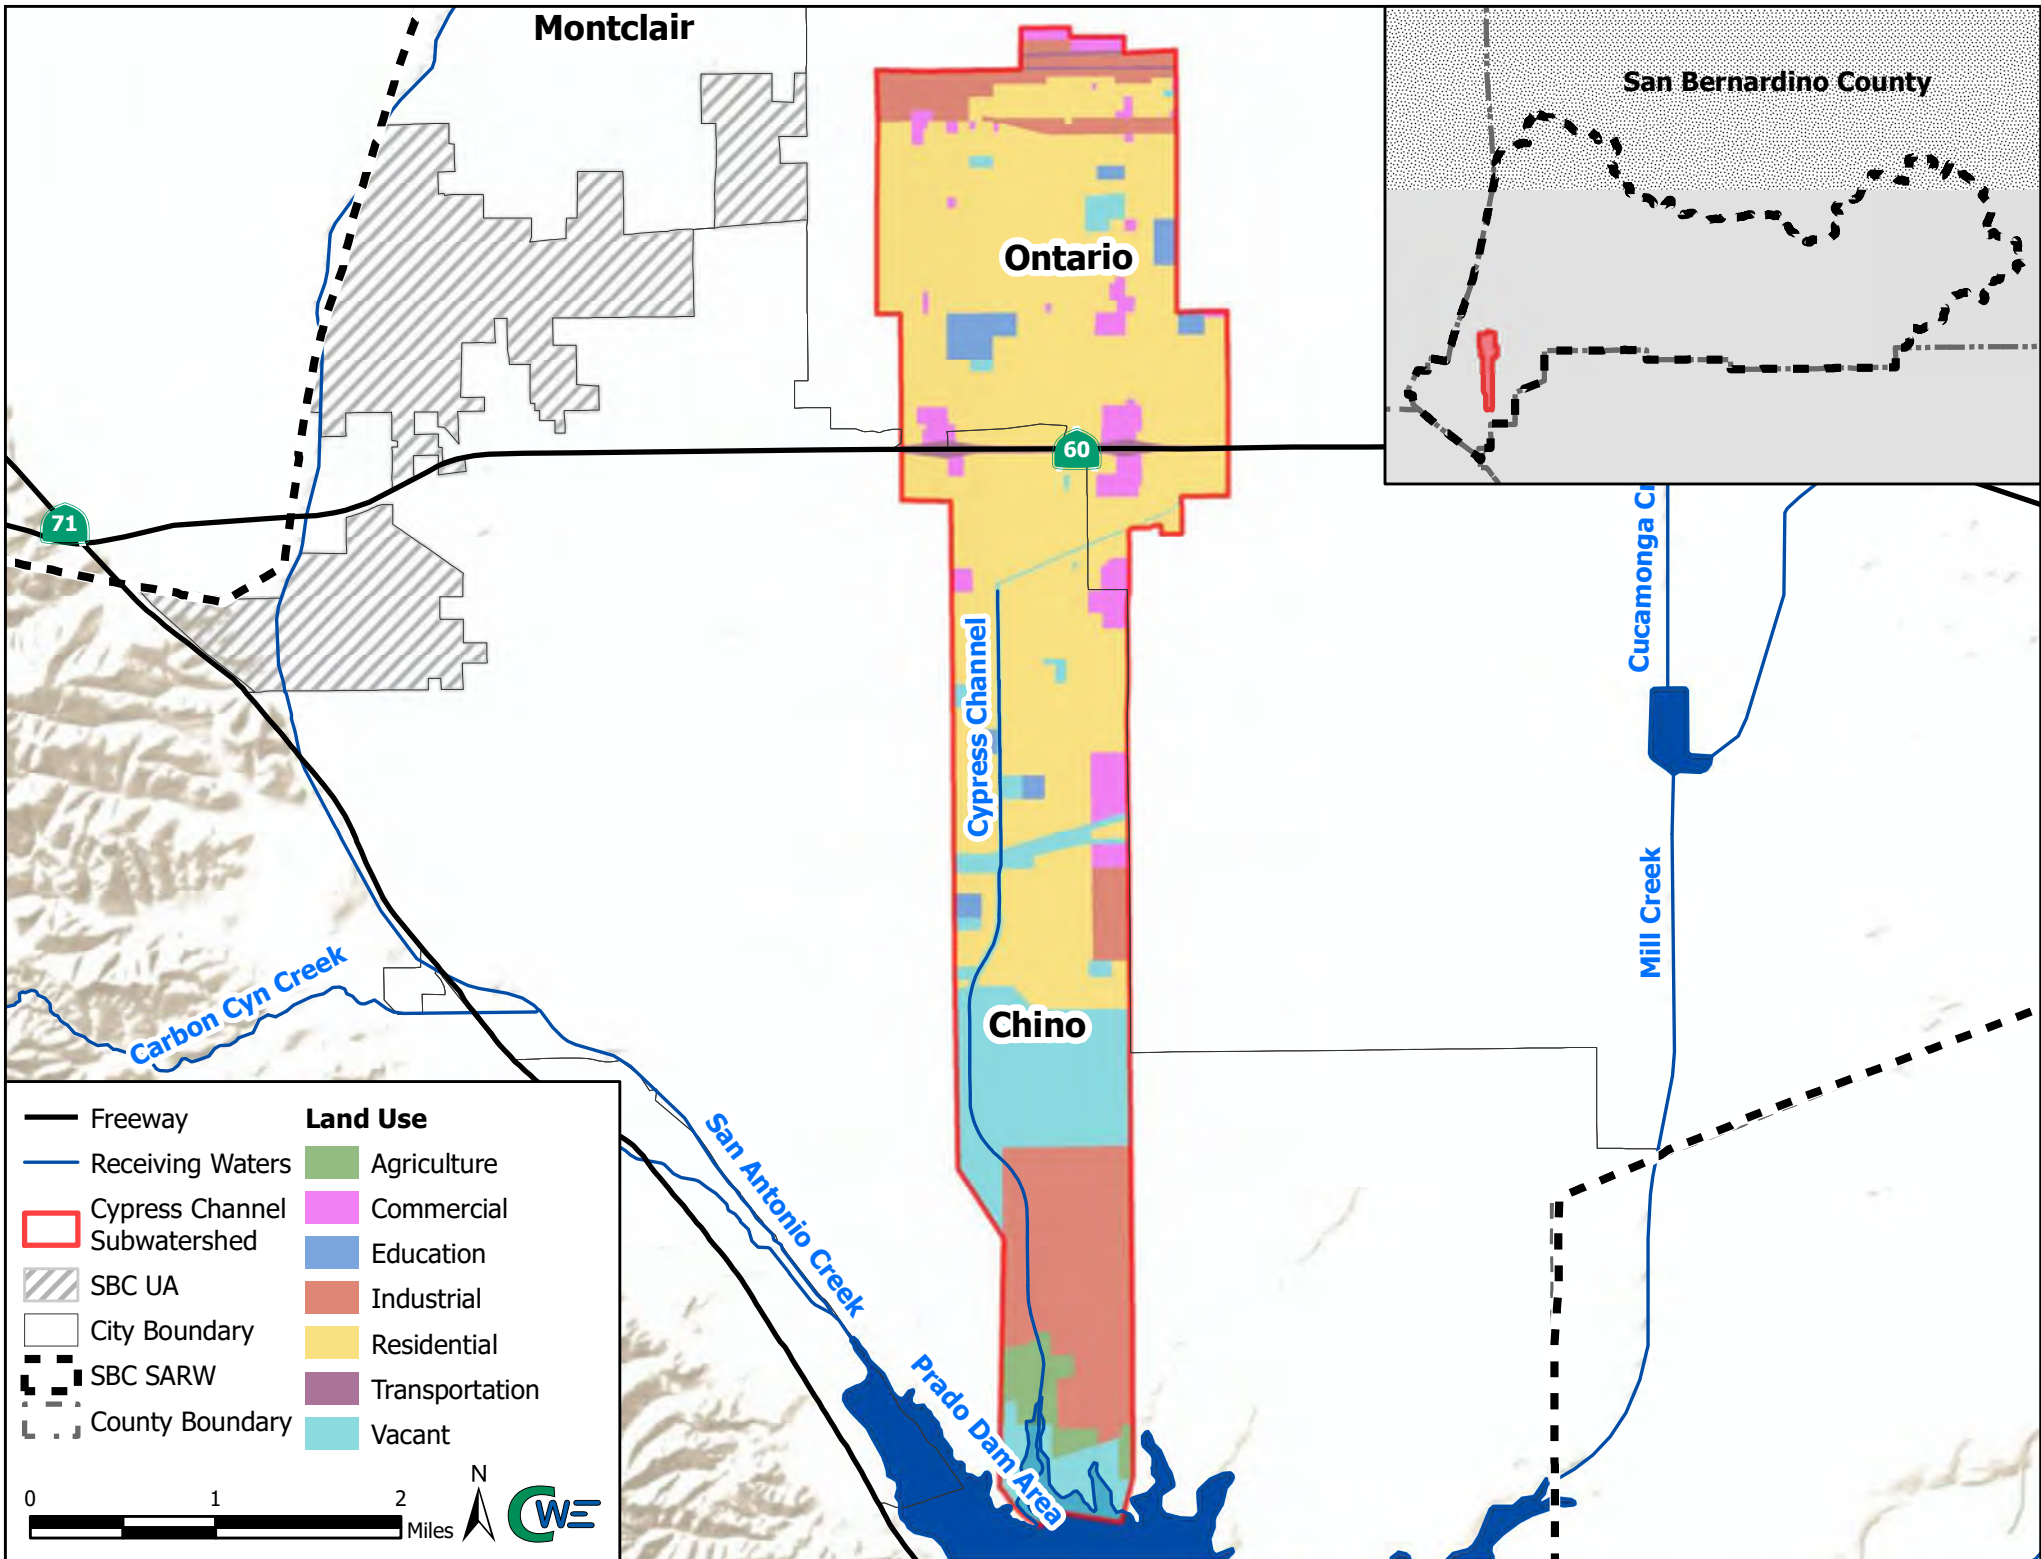 Montclair
San Bernardino County
Ontario
60
71
Cucamonga Cr
Cypress Channel
Mill Creek
Carbon Cyn Creek
Chino
San Antonio Creek
Prado Dam Area
Freeway
Receiving Waters
Cypress Channel
Subwatershed
SBC UA
City Boundary
SBC SARW
County Boundary
Land Use
Agriculture
Commercial
Education
Industrial
Residential
Transportation
Vacant
0 1 2
Miles
N
CWE